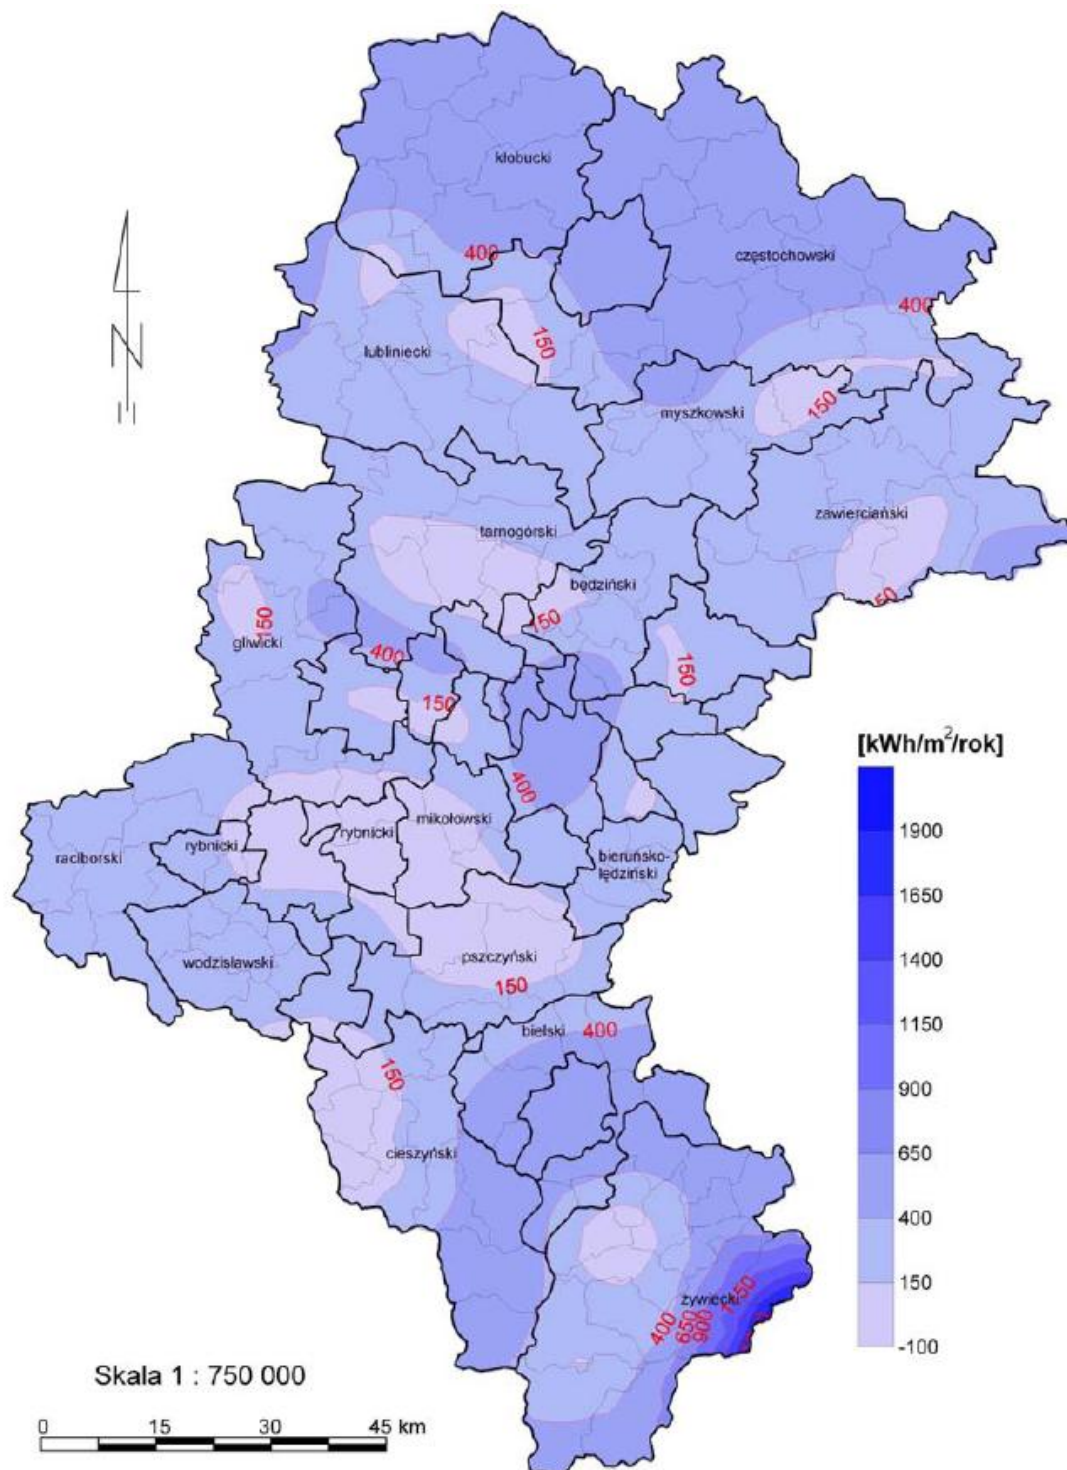 kłobucki
400
częstochowski
400
150
lubliniecki
myszkowski
150
N
zawierciański
tarnogórski
będziński
150
150
gliwicki
400
150
150
[kWh/m²/rok]
400
mikołowski
rybnicki
rybnicki
raciborski
bieruńsko-
lędziński
1900
1650
1400
1150
900
650
400
150
-100
pszczyński
wodzisławski
150
bielski
400
150
cieszyński
żywiecki
1150
400
650
900
Skala 1 : 750 000
0 15 30 45 km